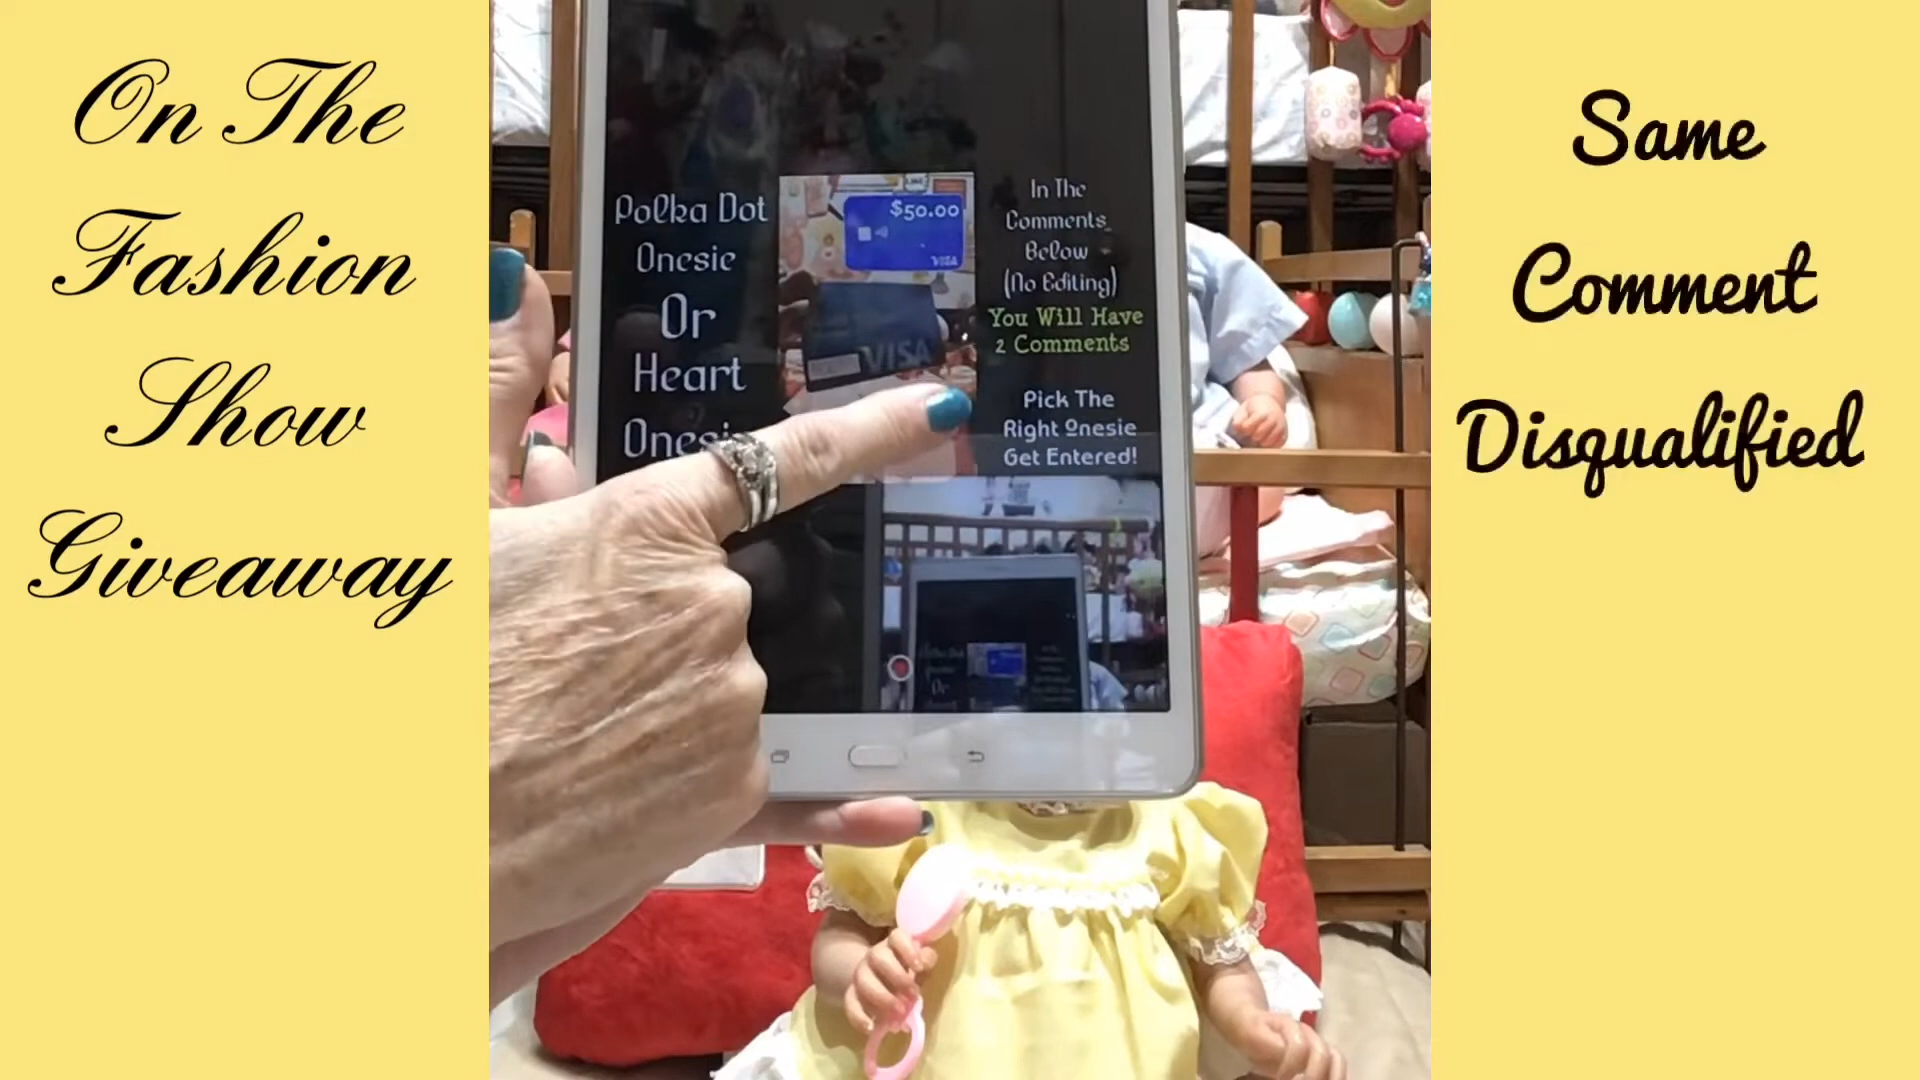 On The
Fashion
Show
Giveaway
Polka Dot
Onesie
Or
Heart
Onesie
$50.00
VISA
VISA
In The
Comments
Below
(No Editing)
You Will Have
2 Comments
Pick The
Right Onesie
Get Entered!
Same
Comment
Disqualified